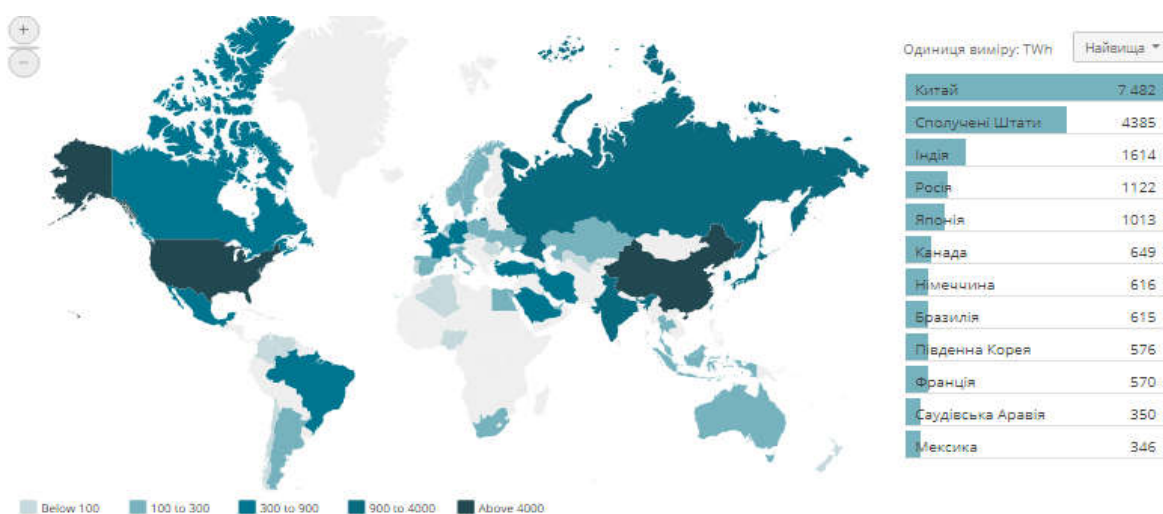 +
−
Одиниця виміру: TWh
Найвища
Китай 7 482
Сполучені Штати 4385
Індія 1614
Росія 1122
Японія 1013
Канада 649
Німеччина 616
Бразилія 615
Південна Корея 576
Франція 570
Саудівська Аравія 350
Мексика 346
Below 100 100 to 300 300 to 900 900 to 4000 Above 4000